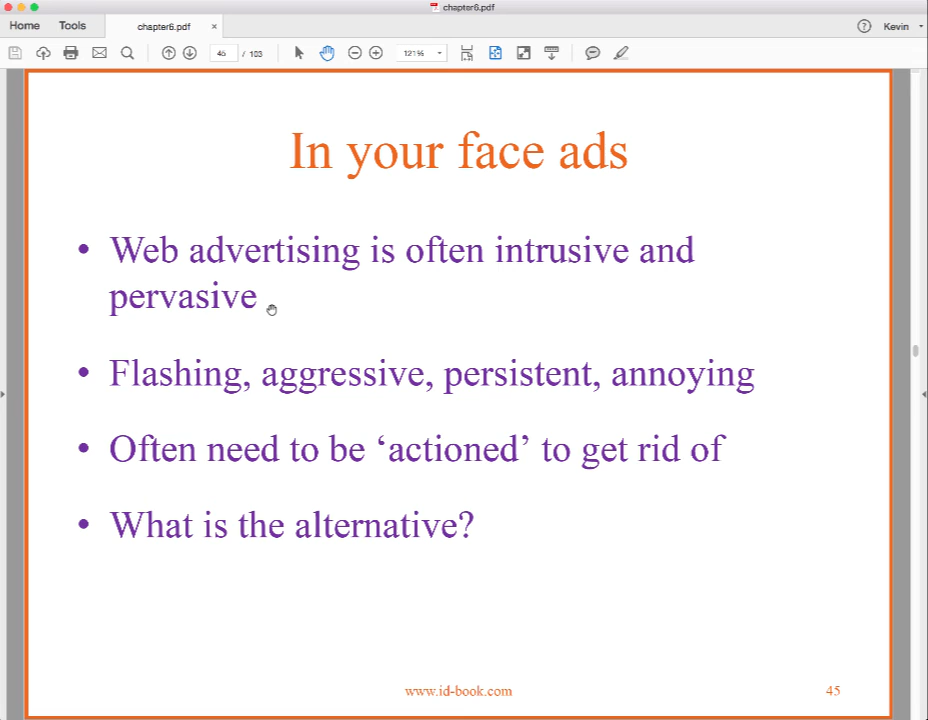 chapter6.pdf
Home Tools chapter6.pdf × ? Kevin
45 / 103 121%
In your face ads
• Web advertising is often intrusive and
pervasive
• Flashing, aggressive, persistent, annoying
• Often need to be ‘actioned’ to get rid of
• What is the alternative?
www.id-book.com 45